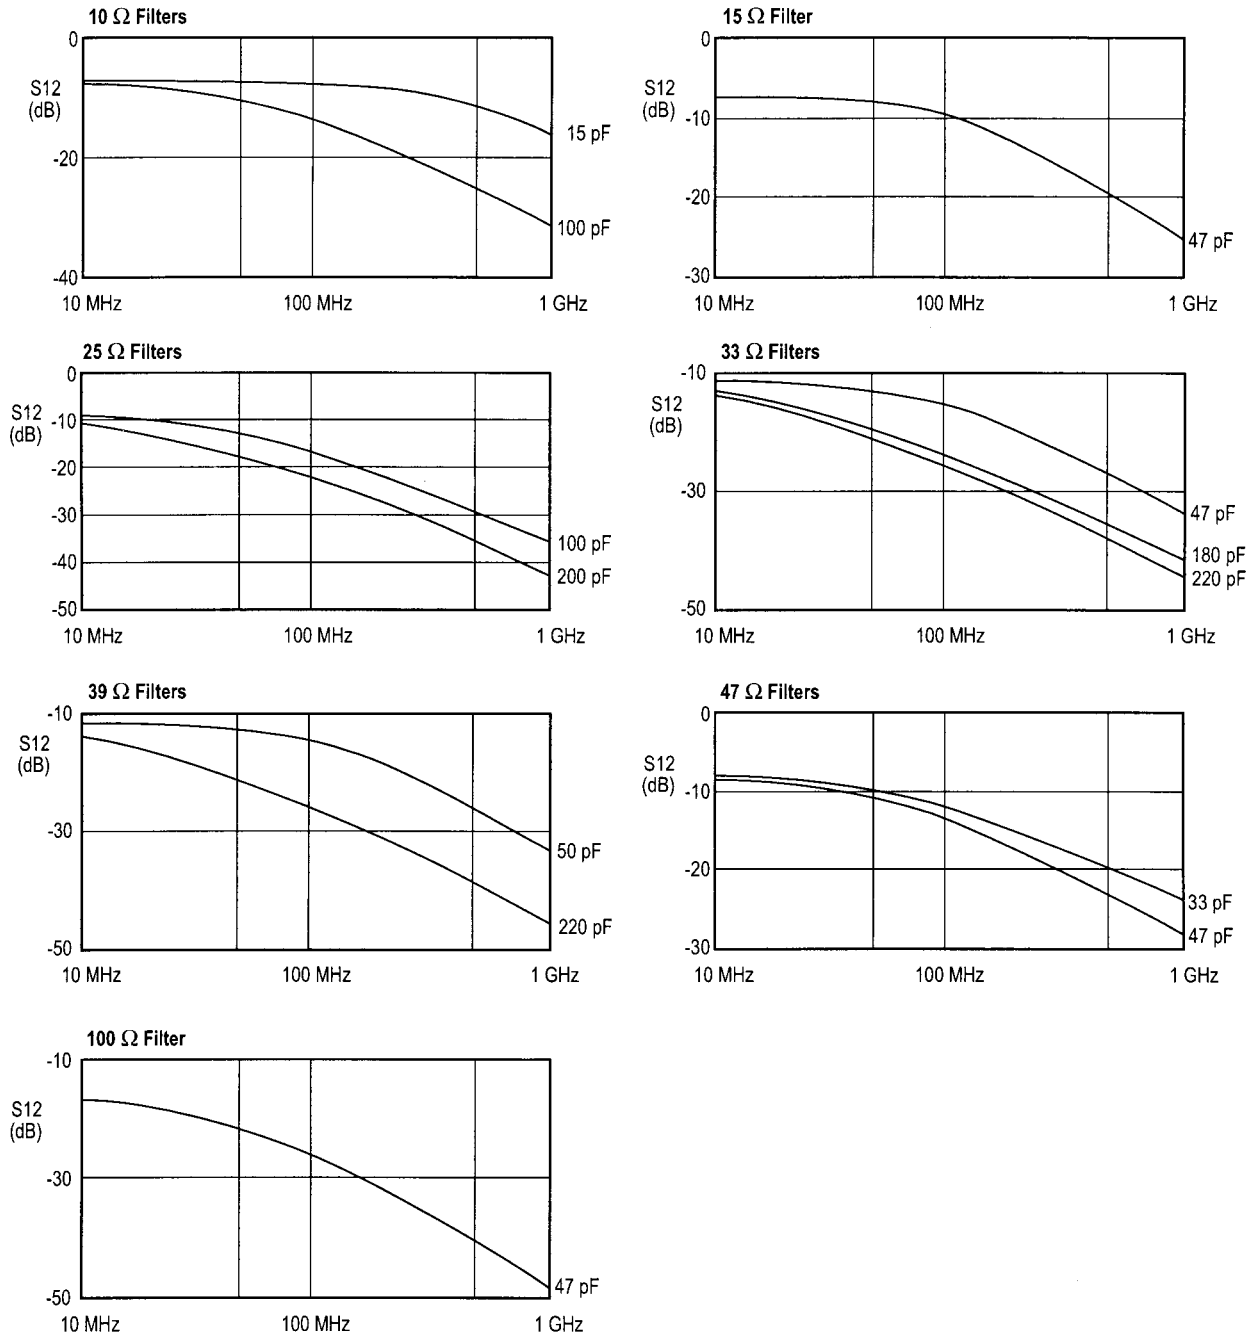 10 Ω Filters
0
S12
(dB)
-20
-40
15 pF
100 pF
10 MHz 100 MHz 1 GHz
15 Ω Filter
0
S12
(dB)
-10
-20
-30
47 pF
10 MHz 100 MHz 1 GHz
25 Ω Filters
0
S12
(dB)
-10
-20
-30
-40
-50
100 pF
200 pF
10 MHz 100 MHz 1 GHz
33 Ω Filters
-10
S12
(dB)
-30
-50
47 pF
180 pF
220 pF
10 MHz 100 MHz 1 GHz
39 Ω Filters
-10
S12
(dB)
-30
-50
50 pF
220 pF
10 MHz 100 MHz 1 GHz
47 Ω Filters
0
S12
(dB)
-10
-20
-30
33 pF
47 pF
10 MHz 100 MHz 1 GHz
100 Ω Filter
-10
S12
(dB)
-30
-50
47 pF
10 MHz 100 MHz 1 GHz